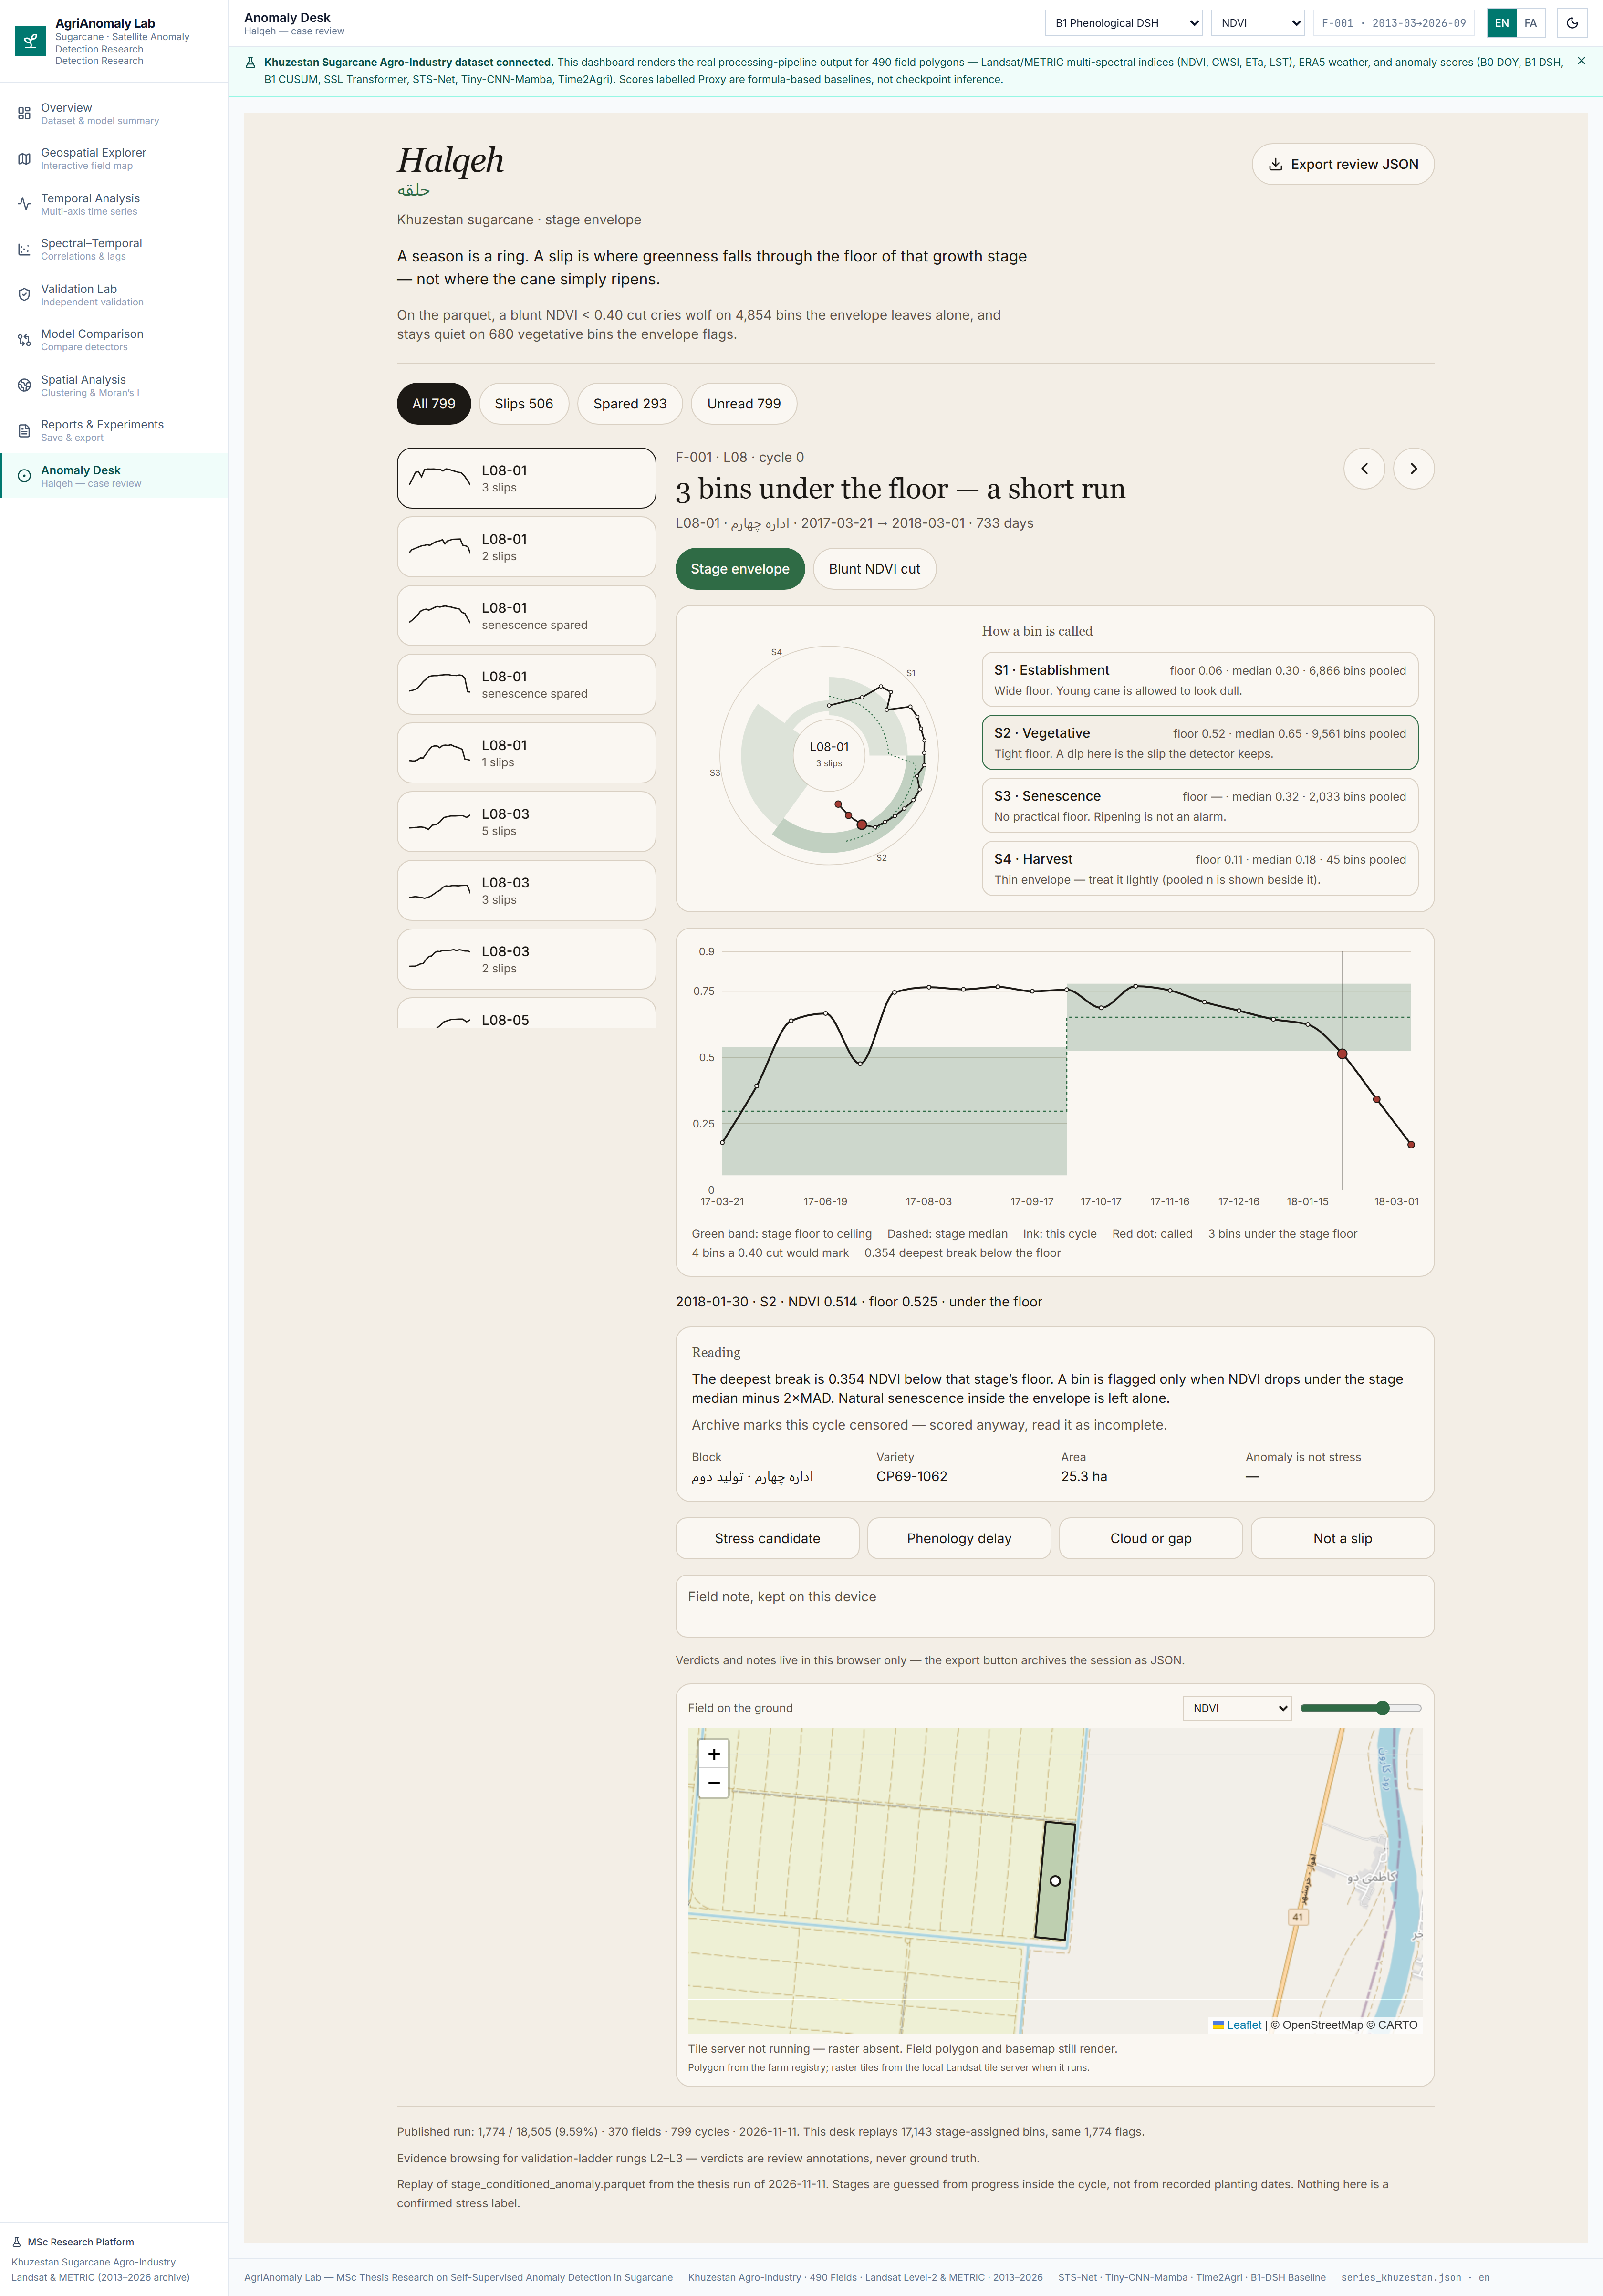 AgriAnomaly Lab
Sugarcane · Satellite Anomaly
Detection Research
Detection Research
Overview
Dataset & model summary
Geospatial Explorer
Interactive field map
Temporal Analysis
Multi-axis time series
Spectral–Temporal
Correlations & lags
Validation Lab
Independent validation
Model Comparison
Compare detectors
Spatial Analysis
Clustering & Moran's I
Reports & Experiments
Save & export
Anomaly Desk
Halqeh — case review
MSc Research Platform
Khuzestan Sugarcane Agro-Industry
Landsat & METRIC (2013–2026 archive)
Anomaly Desk
Halqeh — case review
B1 Phenological DSH
NDVI
F-001 · 2013-03→2026-09
EN FA
Khuzestan Sugarcane Agro-Industry dataset connected. This dashboard renders the real processing-pipeline output for 490 field polygons — Landsat/METRIC multi-spectral indices (NDVI, CWSI, ETa, LST), ERA5 weather, and anomaly scores (B0 DOY, B1 DSH,
B1 CUSUM, SSL Transformer, STS-Net, Tiny-CNN-Mamba, Time2Agri). Scores labelled Proxy are formula-based baselines, not checkpoint inference.
Halqeh
حلقه
Khuzestan sugarcane · stage envelope
Export review JSON
A season is a ring. A slip is where greenness falls through the floor of that growth stage
— not where the cane simply ripens.
On the parquet, a blunt NDVI < 0.40 cut cries wolf on 4,854 bins the envelope leaves alone, and
stays quiet on 680 vegetative bins the envelope flags.
All 799
Slips 506
Spared 293
Unread 799
L08-01
3 slips
L08-01
2 slips
L08-01
senescence spared
L08-01
senescence spared
L08-01
1 slips
L08-03
5 slips
L08-03
3 slips
L08-03
2 slips
L08-05
F-001 · L08 · cycle 0
3 bins under the floor — a short run
L08-01 · اداره چهارم · 2017-03-21 → 2018-03-01 · 733 days
Stage envelope
Blunt NDVI cut
S4
S1
S3
S2
L08-01
3 slips
How a bin is called
S1 · Establishment
floor 0.06 · median 0.30 · 6,866 bins pooled
Wide floor. Young cane is allowed to look dull.
S2 · Vegetative
floor 0.52 · median 0.65 · 9,561 bins pooled
Tight floor. A dip here is the slip the detector keeps.
S3 · Senescence
floor — · median 0.32 · 2,033 bins pooled
No practical floor. Ripening is not an alarm.
S4 · Harvest
floor 0.11 · median 0.18 · 45 bins pooled
Thin envelope — treat it lightly (pooled n is shown beside it).
0.9
0.75
0.5
0.25
0
17-03-21 17-06-19 17-08-03 17-09-17 17-10-17 17-11-16 17-12-16 18-01-15 18-03-01
Green band: stage floor to ceiling Dashed: stage median Ink: this cycle Red dot: called 3 bins under the stage floor
4 bins a 0.40 cut would mark 0.354 deepest break below the floor
2018-01-30 · S2 · NDVI 0.514 · floor 0.525 · under the floor
Reading
The deepest break is 0.354 NDVI below that stage's floor. A bin is flagged only when NDVI drops under the stage
median minus 2×MAD. Natural senescence inside the envelope is left alone.
Archive marks this cycle censored — scored anyway, read it as incomplete.
Block
اداره چهارم · تولید دوم
Variety
CP69-1062
Area
25.3 ha
Anomaly is not stress
—
Stress candidate
Phenology delay
Cloud or gap
Not a slip
Field note, kept on this device
Verdicts and notes live in this browser only — the export button archives the session as JSON.
Field on the ground
NDVI
+
−
رود کارون
اهواز - خرمشهر
41
کاظمی دو
Leaflet | © OpenStreetMap © CARTO
Tile server not running — raster absent. Field polygon and basemap still render.
Polygon from the farm registry; raster tiles from the local Landsat tile server when it runs.
Published run: 1,774 / 18,505 (9.59%) · 370 fields · 799 cycles · 2026-11-11. This desk replays 17,143 stage-assigned bins, same 1,774 flags.
Evidence browsing for validation-ladder rungs L2–L3 — verdicts are review annotations, never ground truth.
Replay of stage_conditioned_anomaly.parquet from the thesis run of 2026-11-11. Stages are guessed from progress inside the cycle, not from recorded planting dates. Nothing here is a
confirmed stress label.
AgriAnomaly Lab — MSc Thesis Research on Self-Supervised Anomaly Detection in Sugarcane Khuzestan Agro-Industry · 490 Fields · Landsat Level-2 & METRIC · 2013–2026 STS-Net · Tiny-CNN-Mamba · Time2Agri · B1-DSH Baseline series_khuzestan.json · en